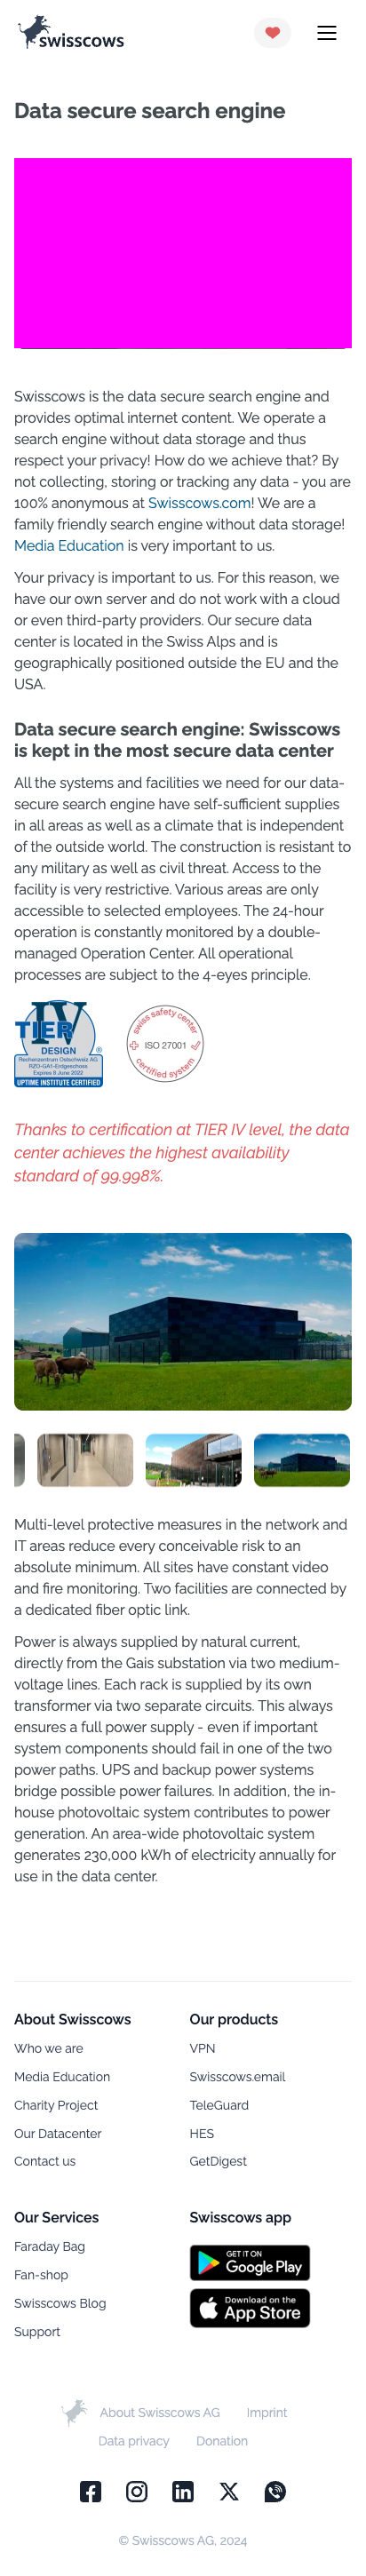 swisscows
Data secure search engine
Swisscows is the data secure search engine and
provides optimal internet content. We operate a
search engine without data storage and thus
respect your privacy! How do we achieve that? By
not collecting, storing or tracking any data - you are
100% anonymous at Swisscows.com! We are a
family friendly search engine without data storage!
Media Education is very important to us.
Your privacy is important to us. For this reason, we
have our own server and do not work with a cloud
or even third-party providers. Our secure data
center is located in the Swiss Alps and is
geographically positioned outside the EU and the
USA.
Data secure search engine: Swisscows
is kept in the most secure data center
All the systems and facilities we need for our data-
secure search engine have self-sufficient supplies
in all areas as well as a climate that is independent
of the outside world. The construction is resistant to
any military as well as civil threat. Access to the
facility is very restrictive. Various areas are only
accessible to selected employees. The 24-hour
operation is constantly monitored by a double-
managed Operation Center. All operational
processes are subject to the 4-eyes principle.
IV
TIER
DESIGN
Rechenzentrum Ostschweiz AG
RZO-GA1-Erdgeschoss
Expires 8 June 2022
UPTIME INSTITUTE CERTIFIED
swiss safety center
ISO 27001
certified system
Thanks to certification at TIER IV level, the data
center achieves the highest availability
standard of 99.998%.
Multi-level protective measures in the network and
IT areas reduce every conceivable risk to an
absolute minimum. All sites have constant video
and fire monitoring. Two facilities are connected by
a dedicated fiber optic link.
Power is always supplied by natural current,
directly from the Gais substation via two medium-
voltage lines. Each rack is supplied by its own
transformer via two separate circuits. This always
ensures a full power supply - even if important
system components should fail in one of the two
power paths. UPS and backup power systems
bridge possible power failures. In addition, the in-
house photovoltaic system contributes to power
generation. An area-wide photovoltaic system
generates 230,000 kWh of electricity annually for
use in the data center.
About Swisscows
Who we are
Media Education
Charity Project
Our Datacenter
Contact us
Our products
VPN
Swisscows.email
TeleGuard
HES
GetDigest
Our Services
Faraday Bag
Fan-shop
Swisscows Blog
Support
Swisscows app
GET IT ON
Google Play
Download on the
App Store
About Swisscows AG
Imprint
Data privacy
Donation
© Swisscows AG, 2024